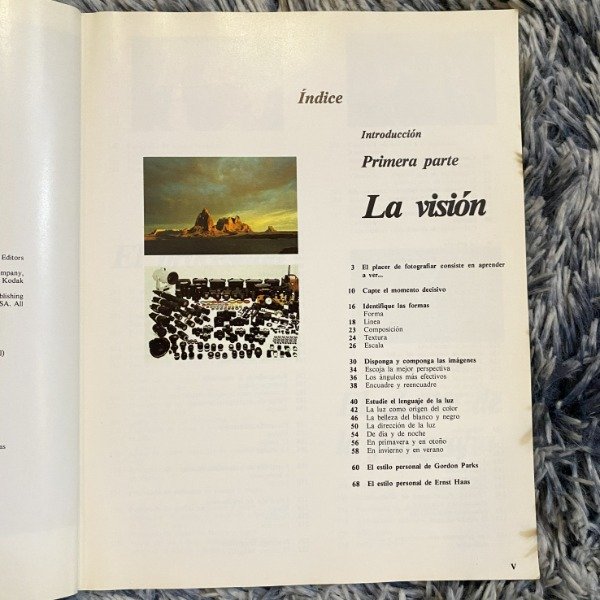 Editors
ompany,
Kodak
blishing
SA. All
l)
as
Índice
Introducción
Primera parte
La visión
3 El placer de fotografiar consiste en aprender
a ver...
10 Capte el momento decisivo
16 Identifique las formas
Forma
18 Línea
23 Composición
24 Textura
26 Escala
30 Disponga y componga las imágenes
34 Escoja la mejor perspectiva
36 Los ángulos más efectivos
38 Encuadre y reencuadre
40 Estudie el lenguaje de la luz
42 La luz como origen del color
46 La belleza del blanco y negro
50 La dirección de la luz
54 De día y de noche
56 En primavera y en otoño
58 En invierno y en verano
60 El estilo personal de Gordon Parks
68 El estilo personal de Ernst Haas
V